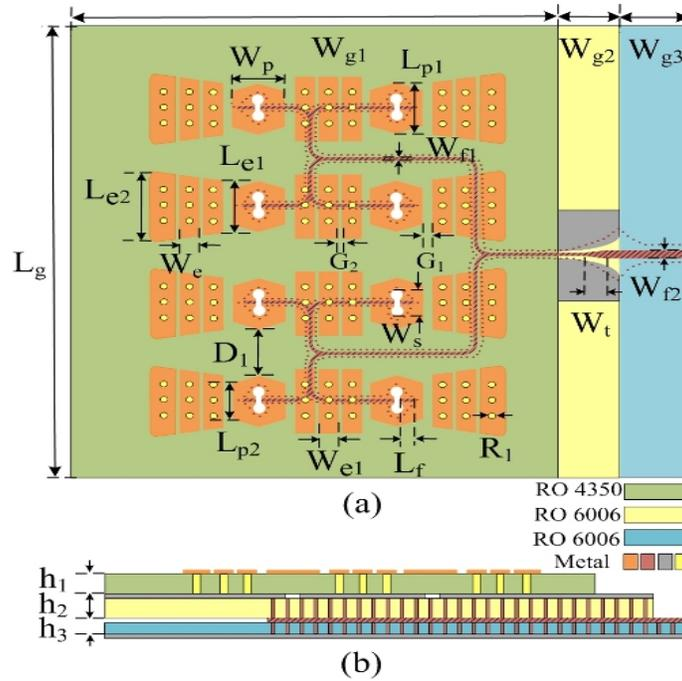 W_g1
W_g2
W_g3
W_p
L_p1
L_e1
L_e2
W_f1
L_g
W_e
G_2
G_1
W_f2
W_s
W_t
D_1
L_p2
W_e1
L_f
R_1
(a)
RO 4350
RO 6006
RO 6006
Metal
h_1
h_2
h_3
(b)